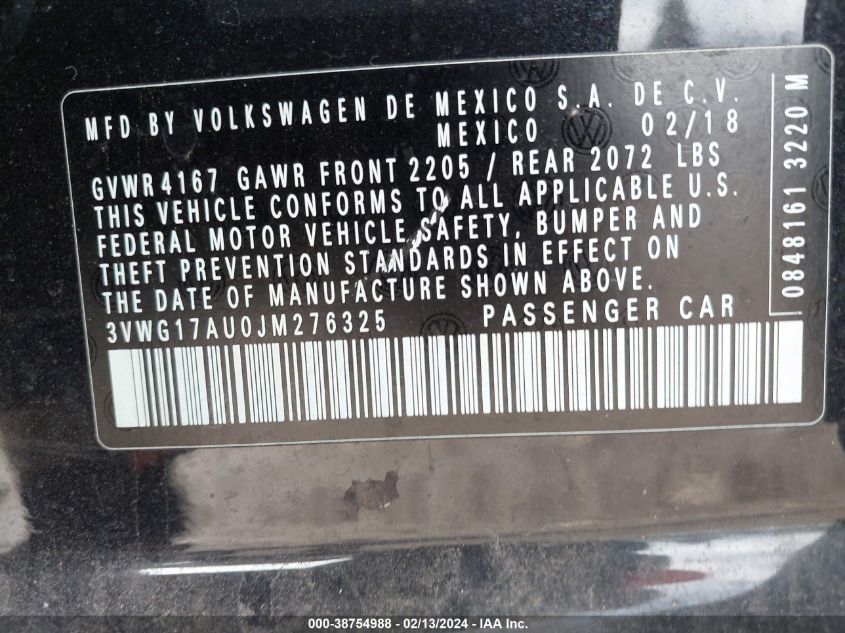 MFD BY VOLKSWAGEN DE MEXICO S.A. DE C.V.
MEXICO 02/18
GVWR4167 GAWR FRONT 2205 / REAR 2072 LBS
THIS VEHICLE CONFORMS TO ALL APPLICABLE U.S.
FEDERAL MOTOR VEHICLE SAFETY, BUMPER AND
THEFT PREVENTION STANDARDS IN EFFECT ON
THE DATE OF MANUFACTURE SHOWN ABOVE.
3VWG17AU0JM276325 PASSENGER CAR
0848161 3220 M
000-38754988 - 02/13/2024 - IAA Inc.